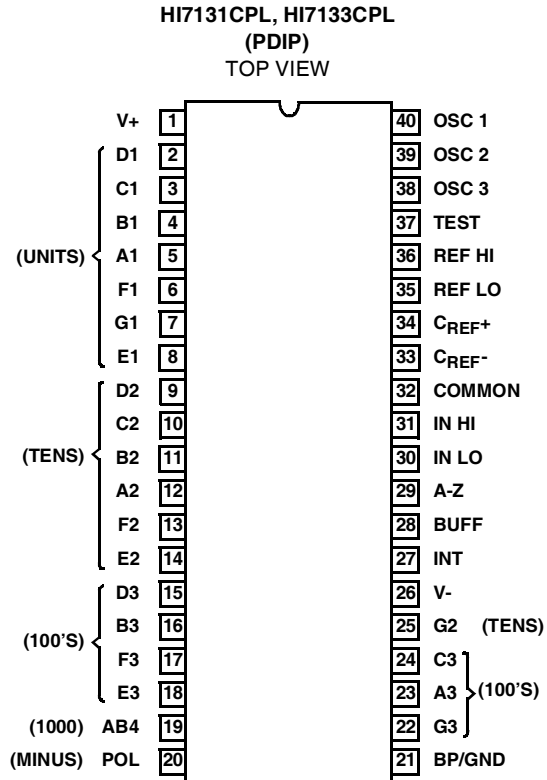 HI7131CPL, HI7133CPL
(PDIP)
TOP VIEW
V+ 1 40 OSC 1
D1 2 39 OSC 2
C1 3 38 OSC 3
B1 4 37 TEST
(UNITS) A1 5 36 REF HI
F1 6 35 REF LO
G1 7 34 CREF+
E1 8 33 CREF-
D2 9 32 COMMON
C2 10 31 IN HI
(TENS) B2 11 30 IN LO
A2 12 29 A-Z
F2 13 28 BUFF
E2 14 27 INT
D3 15 26 V-
(100'S) B3 16 25 G2 (TENS)
F3 17 24 C3
E3 18 23 A3 (100'S)
(1000) AB4 19 22 G3
(MINUS) POL 20 21 BP/GND